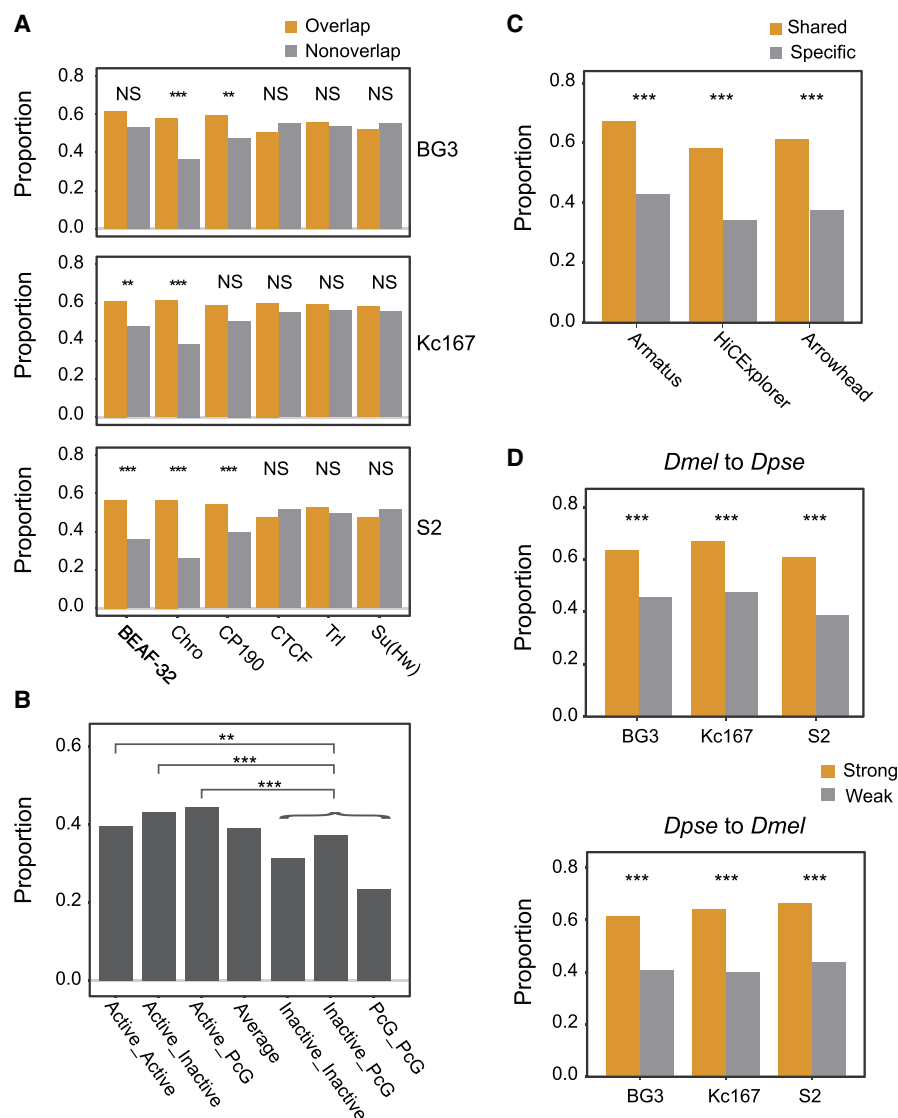 A
Overlap
Nonoverlap
0.8
0.6
0.4
0.2
0.0
Proportion
NS *** ** NS NS NS
BG3
0.8
0.6
0.4
0.2
0.0
Proportion
** *** NS NS NS NS
Kc167
0.8
0.6
0.4
0.2
0.0
Proportion
*** *** *** NS NS NS
S2
BEAF-32
Chro
CP190
CTCF
Trl
Su(Hw)
B
0.6
0.4
0.2
0.0
Proportion
**
***
***
Active_Active
Active_Inactive
Active_PcG
Average
Inactive_Inactive
Inactive_PcG
PcG_PcG
C
Shared
Specific
0.8
0.6
0.4
0.2
0.0
Proportion
*** *** ***
Armatus
HiCExplorer
Arrowhead
D
Dmel to Dpse
0.8
0.6
0.4
0.2
0.0
Proportion
*** *** ***
BG3 Kc167 S2
Strong
Weak
Dpse to Dmel
0.8
0.6
0.4
0.2
0.0
Proportion
*** *** ***
BG3 Kc167 S2